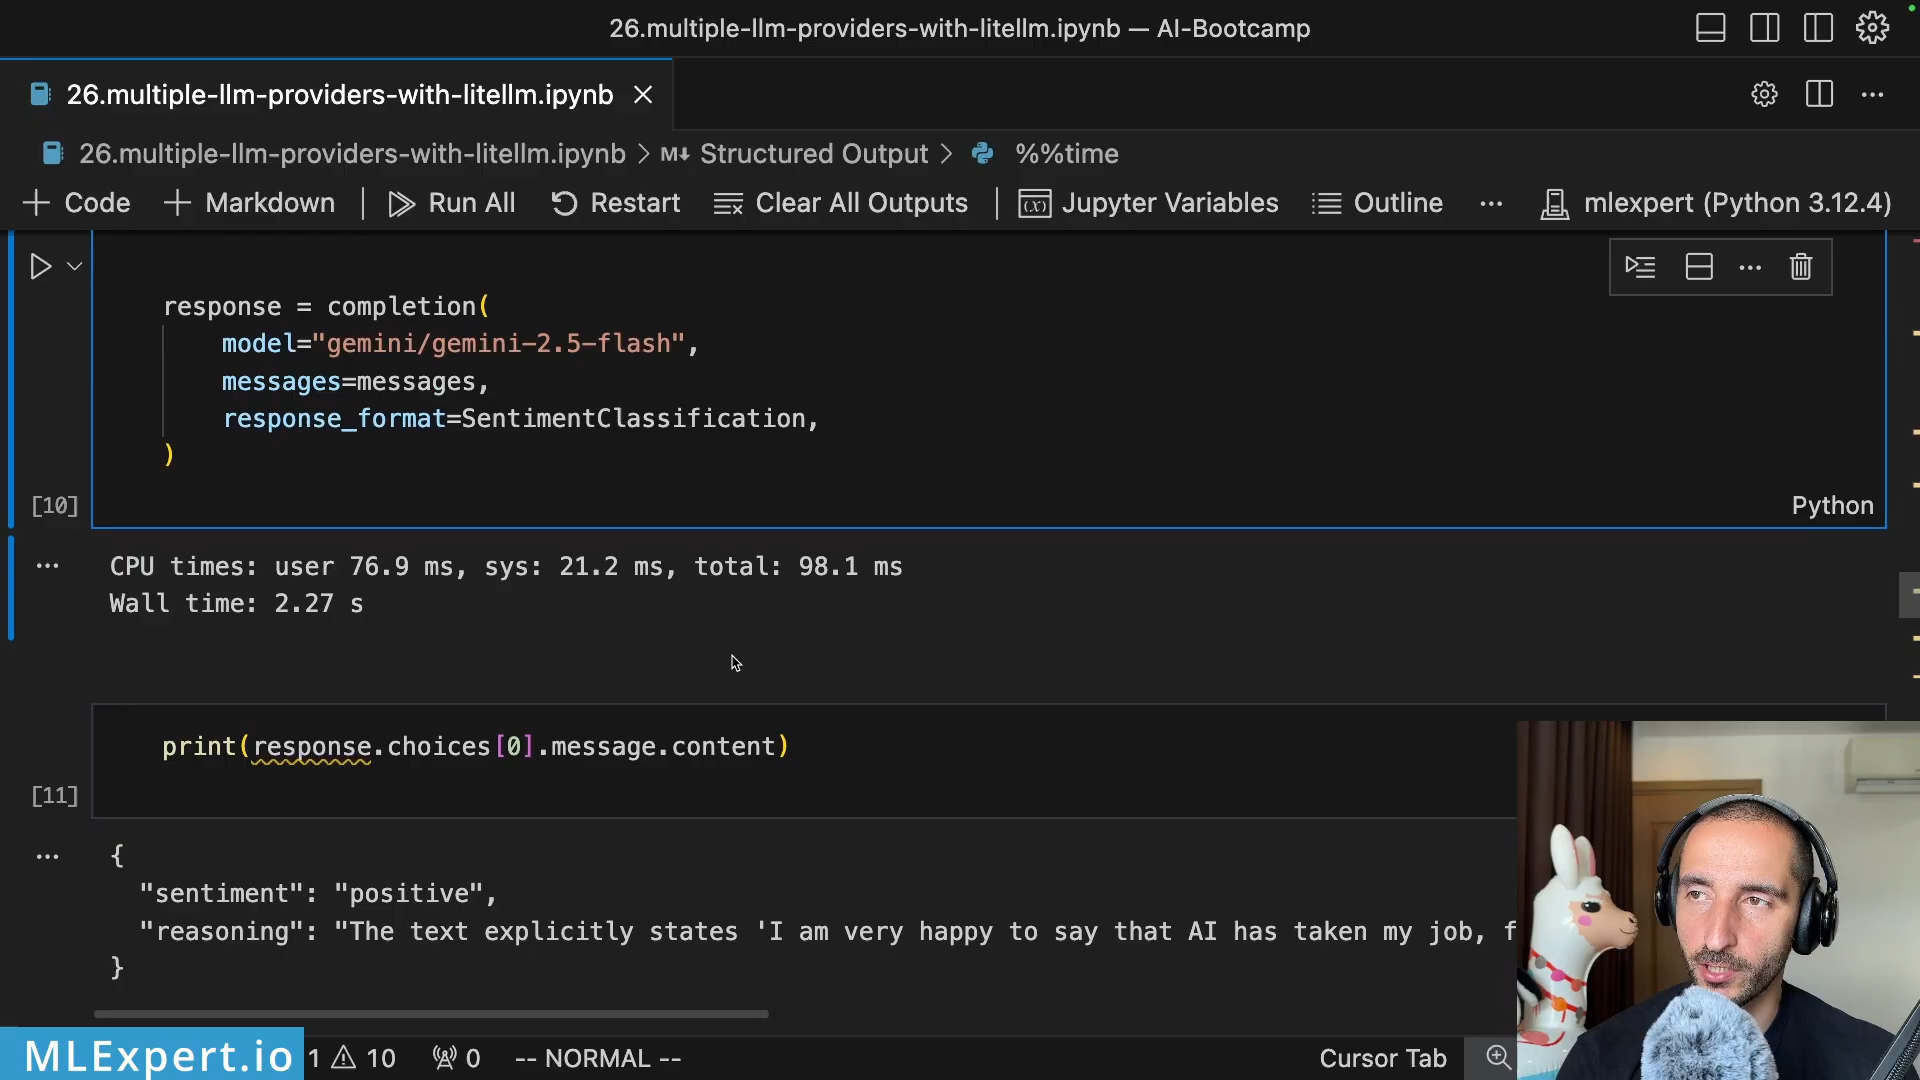 26.multiple-llm-providers-with-litellm.ipynb — AI-Bootcamp
26.multiple-llm-providers-with-litellm.ipynb
26.multiple-llm-providers-with-litellm.ipynb > M↓ Structured Output > %%time
+ Code + Markdown | Run All Restart Clear All Outputs | Jupyter Variables Outline ... mlexpert (Python 3.12.4)
response = completion(
model="gemini/gemini-2.5-flash",
messages=messages,
response_format=SentimentClassification,
)
[10]
Python
CPU times: user 76.9 ms, sys: 21.2 ms, total: 98.1 ms
Wall time: 2.27 s
print(response.choices[0].message.content)
[11]
{
"sentiment": "positive",
"reasoning": "The text explicitly states 'I am very happy to say that AI has taken my job, f
}
MLExpert.io 1 10 0 -- NORMAL -- Cursor Tab